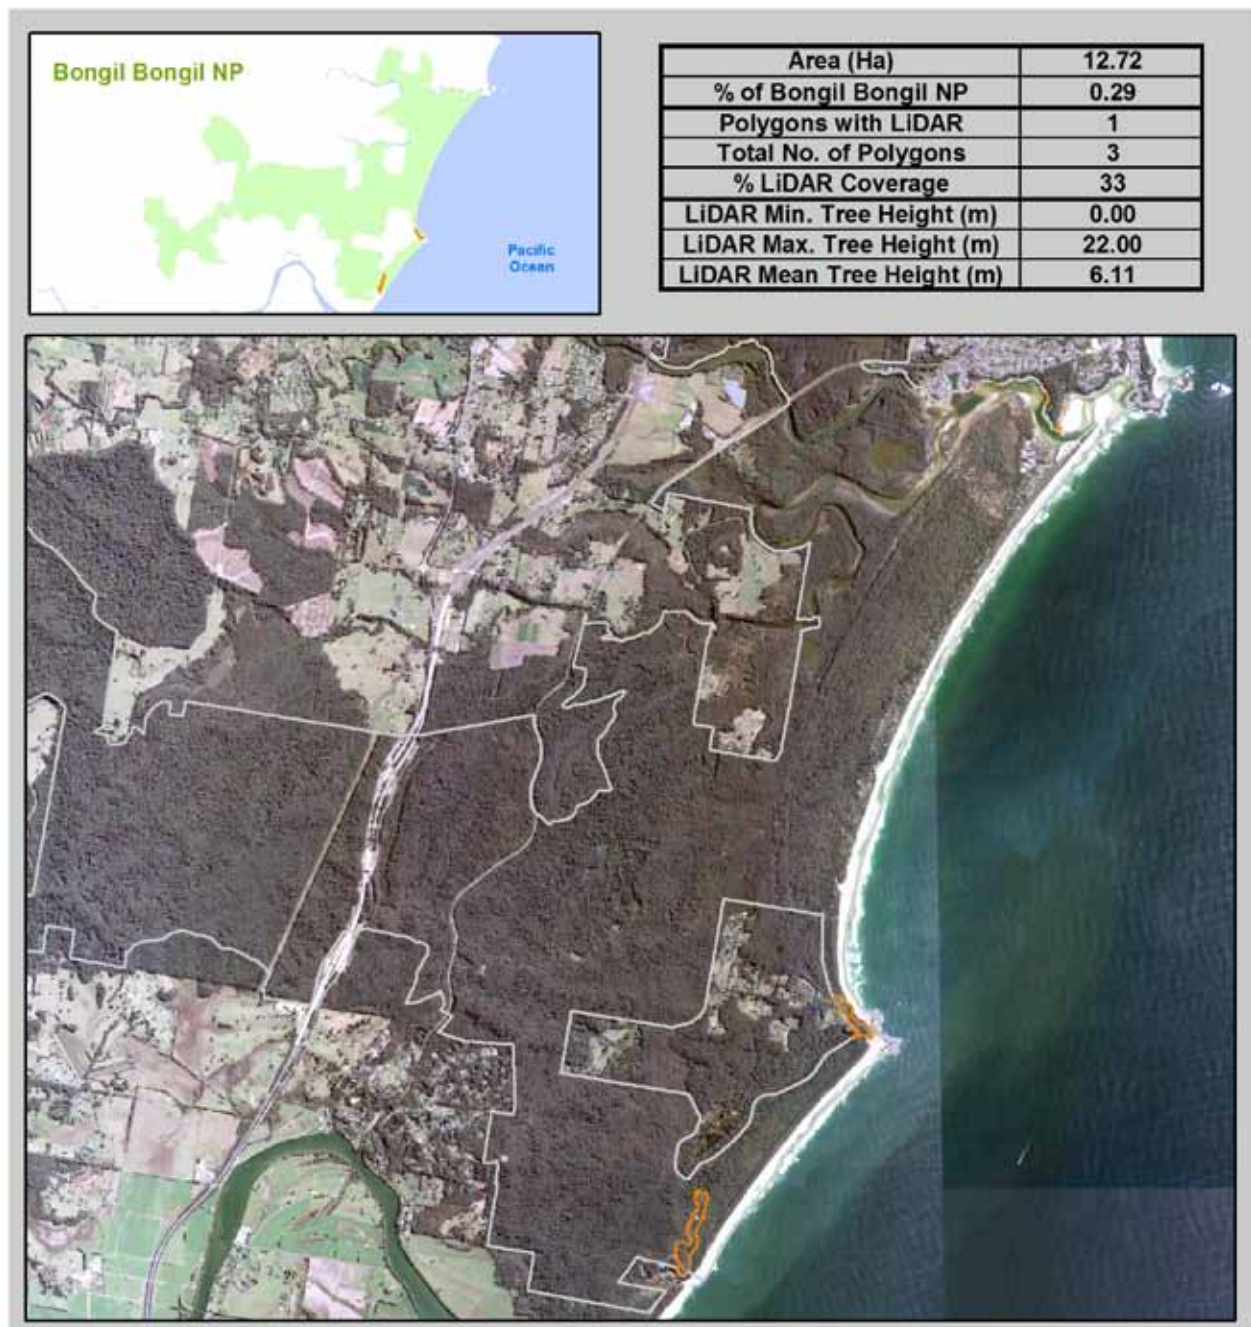 Bongil Bongil NP
Pacific
Ocean
Area (Ha) 12.72
% of Bongil Bongil NP 0.29
Polygons with LiDAR 1
Total No. of Polygons 3
% LiDAR Coverage 33
LiDAR Min. Tree Height (m) 0.00
LiDAR Max. Tree Height (m) 22.00
LiDAR Mean Tree Height (m) 6.11